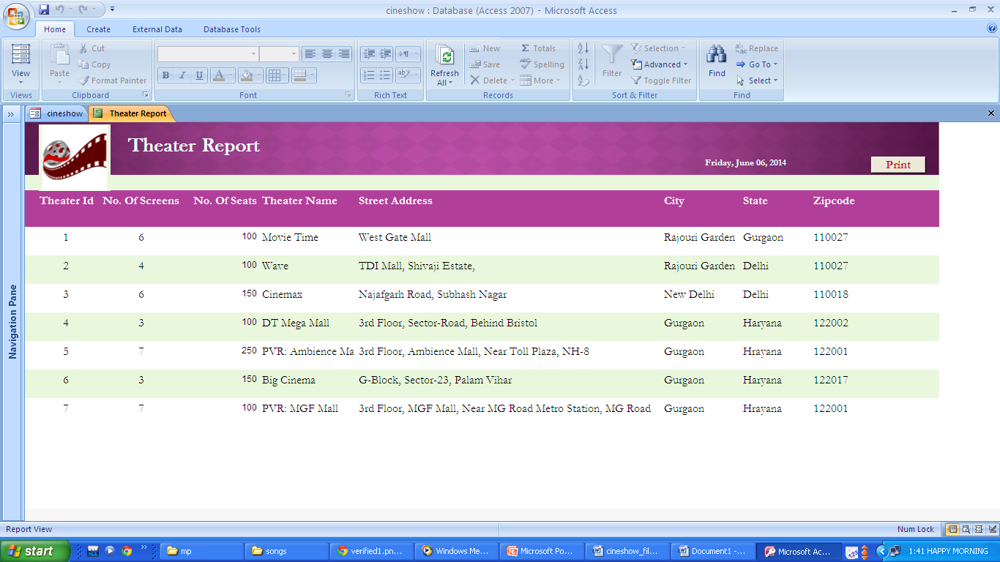 cineshow : Database (Access 2007) - Microsoft Access
Home Create External Data Database Tools
View Paste Cut Copy Format Painter
B I U
Refresh All New Save Delete Σ Totals Spelling More
Filter Selection Advanced Toggle Filter
Find Replace Go To Select
Views Clipboard Font Rich Text Records Sort & Filter Find
cineshow Theater Report
Navigation Pane
Theater Report
Friday, June 06, 2014 Print
Theater Id No. Of Screens No. Of Seats Theater Name Street Address City State Zipcode
1 6 100 Movie Time West Gate Mall Rajouri Garden Gurgaon 110027
2 4 100 Wave TDI Mall, Shivaji Estate, Rajouri Garden Delhi 110027
3 6 150 Cinemax Najafgarh Road, Subhash Nagar New Delhi Delhi 110018
4 3 100 DT Mega Mall 3rd Floor, Sector-Road, Behind Bristol Gurgaon Haryana 122002
5 7 250 PVR: Ambience Ma 3rd Floor, Ambience Mall, Near Toll Plaza, NH-8 Gurgaon Hrayana 122001
6 3 150 Big Cinema G-Block, Sector-23, Palam Vihar Gurgaon Haryana 122017
7 7 100 PVR: MGF Mall 3rd Floor, MGF Mall, Near MG Road Metro Station, MG Road Gurgaon Hrayana 122001
Report View Num Lock
start mp songs verified1.pn... Windows Me... Microsoft Po... cineshow_fil... Document1 -... Microsoft Ac... 1:41 HAPPY MORNING